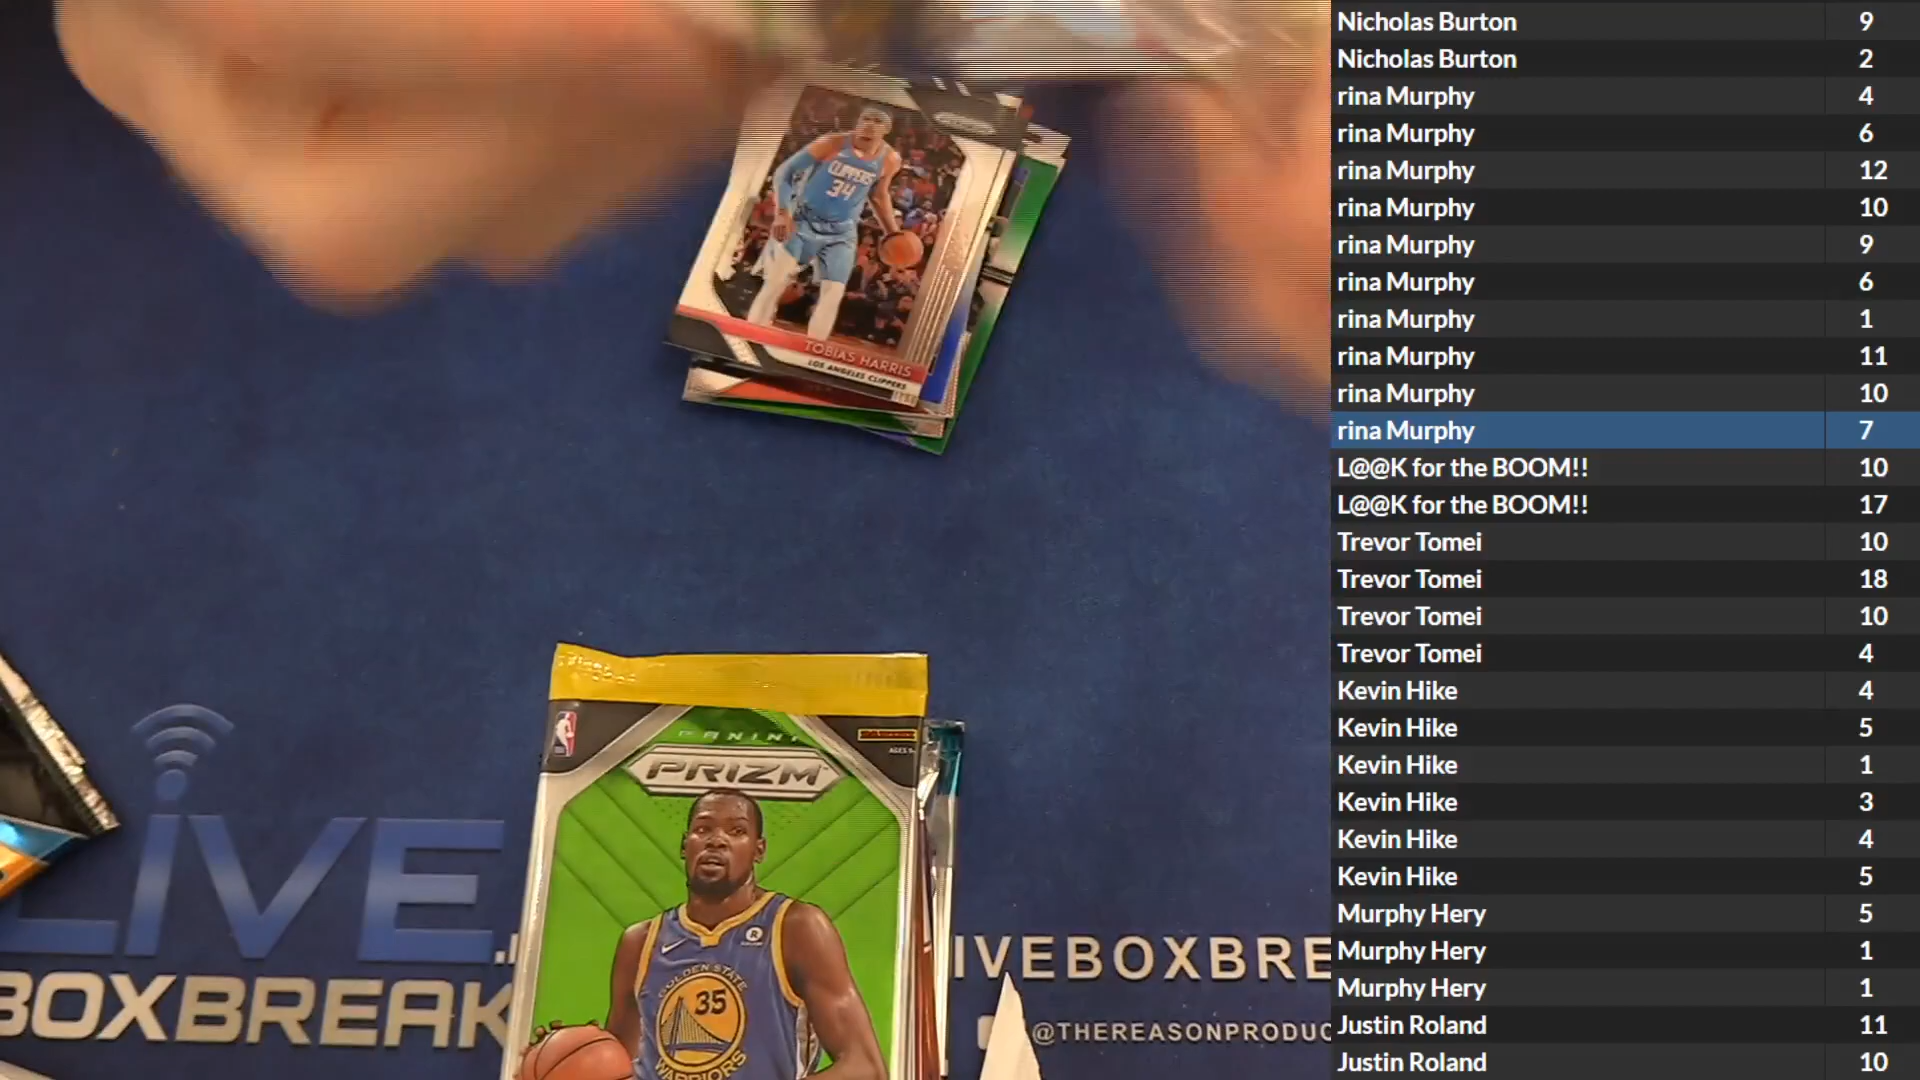 Nicholas Burton 9
Nicholas Burton 2
rina Murphy 4
rina Murphy 6
rina Murphy 12
rina Murphy 10
rina Murphy 9
rina Murphy 6
rina Murphy 1
rina Murphy 11
rina Murphy 10
rina Murphy 7
L@@K for the BOOM!! 10
L@@K for the BOOM!! 17
Trevor Tomei 10
Trevor Tomei 18
Trevor Tomei 10
Trevor Tomei 4
Kevin Hike 4
Kevin Hike 5
Kevin Hike 1
Kevin Hike 3
Kevin Hike 4
Kevin Hike 5
Murphy Hery 5
Murphy Hery 1
Murphy Hery 1
Justin Roland 11
Justin Roland 10
CLIPPERS
34
TOBIAS HARRIS
LOS ANGELES CLIPPERS
PANINI
PRIZM
AGES
GOLDEN STATE
35
WARRIORS
LIVE.
BOXBREAK
IVEBOXBRE
@THEREASONPRODUC